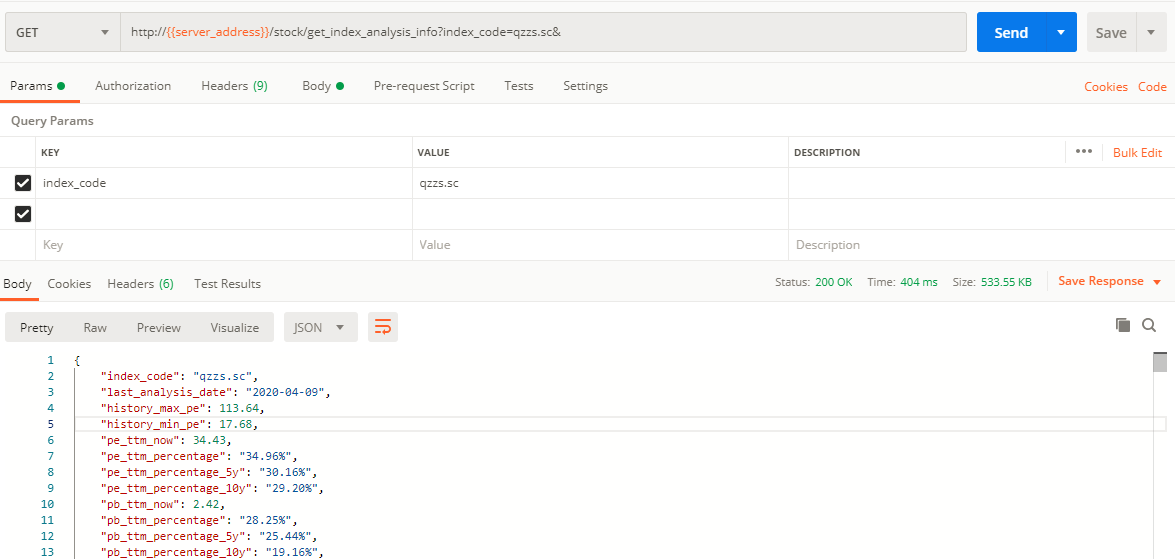 GET http://{{server_address}}/stock/get_index_analysis_info?index_code=qzzs.sc& Send Save
Params Authorization Headers (9) Body Pre-request Script Tests Settings Cookies Code
Query Params
KEY VALUE DESCRIPTION ••• Bulk Edit
index_code qzzs.sc
Key Value Description
Body Cookies Headers (6) Test Results Status: 200 OK Time: 404 ms Size: 533.55 KB Save Response
Pretty Raw Preview Visualize JSON
1 {
2 "index_code": "qzzs.sc",
3 "last_analysis_date": "2020-04-09",
4 "history_max_pe": 113.64,
5 "history_min_pe": 17.68,
6 "pe_ttm_now": 34.43,
7 "pe_ttm_percentage": "34.96%",
8 "pe_ttm_percentage_5y": "30.16%",
9 "pe_ttm_percentage_10y": "29.20%",
10 "pb_ttm_now": 2.42,
11 "pb_ttm_percentage": "28.25%",
12 "pb_ttm_percentage_5y": "25.44%",
13 "pb_ttm_percentage_10y": "19.16%",